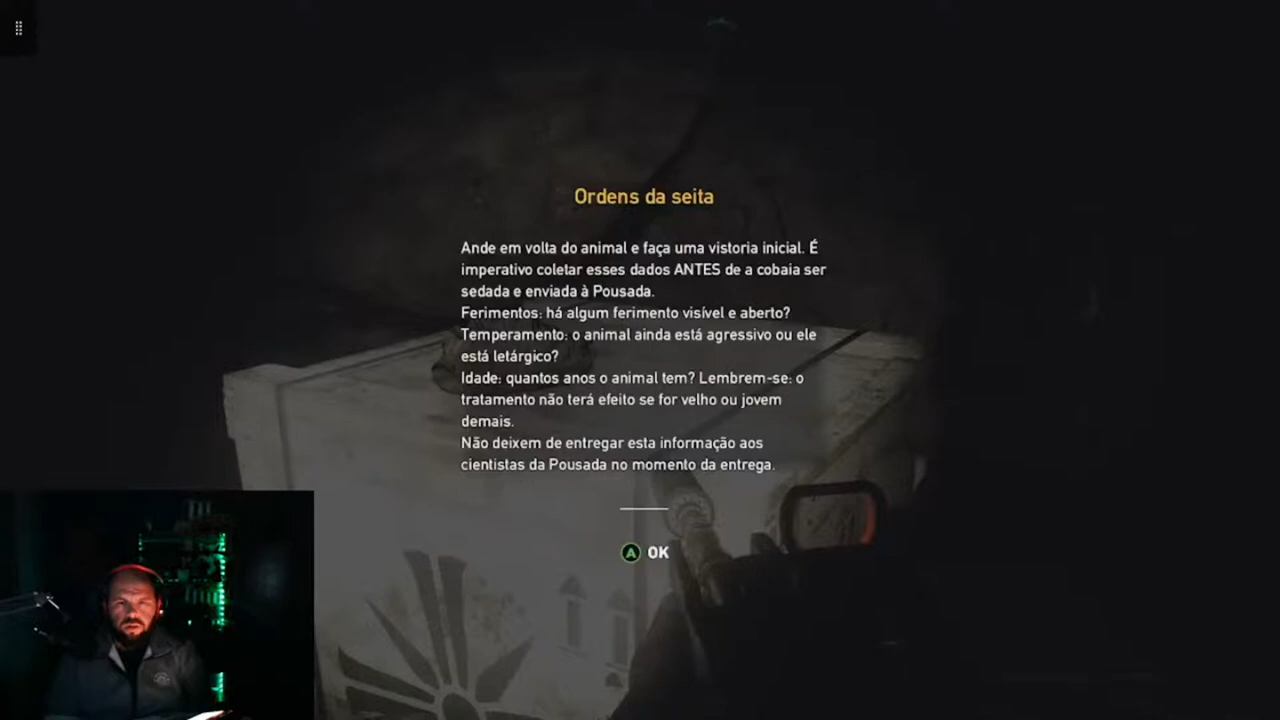 Ordens da seita
Ande em volta do animal e faça uma vistoria inicial. É
imperativo coletar esses dados ANTES de a cobaia ser
sedada e enviada à Pousada.
Ferimentos: há algum ferimento visível e aberto?
Temperamento: o animal ainda está agressivo ou ele
está letárgico?
Idade: quantos anos o animal tem? Lembrem-se: o
tratamento não terá efeito se for velho ou jovem
demais.
Não deixem de entregar esta informação aos
cientistas da Pousada no momento da entrega.
A OK